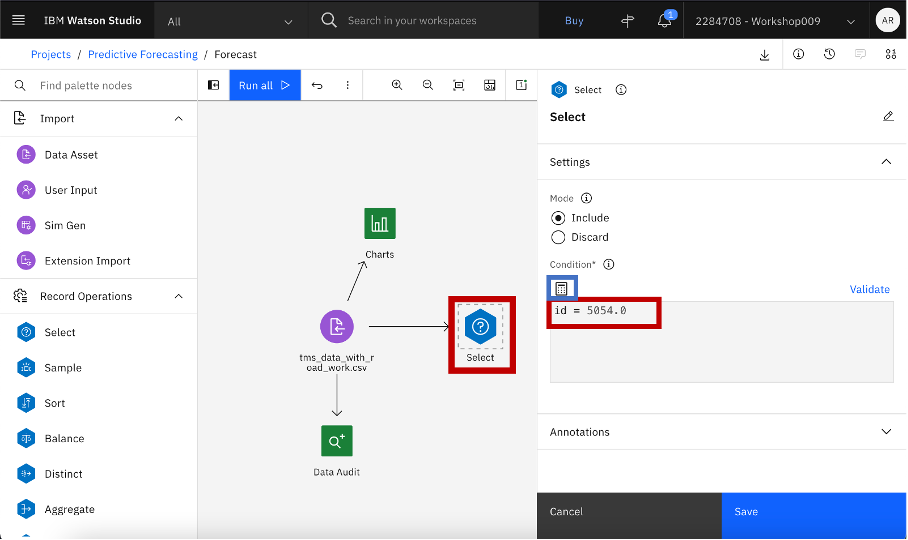 IBM Watson Studio
All
Search in your workspaces
Buy
1
2284708 - Workshop009
AR
Projects / Predictive Forecasting / Forecast
Find palette nodes
Run all
Import
Data Asset
User Input
Sim Gen
Extension Import
Record Operations
Select
Sample
Sort
Balance
Distinct
Aggregate
Charts
tms_data_with_r
oad_work.csv
Select
Data Audit
Select
Select
Settings
Mode
Include
Discard
Condition*
Validate
id = 5054.0
Annotations
Cancel
Save